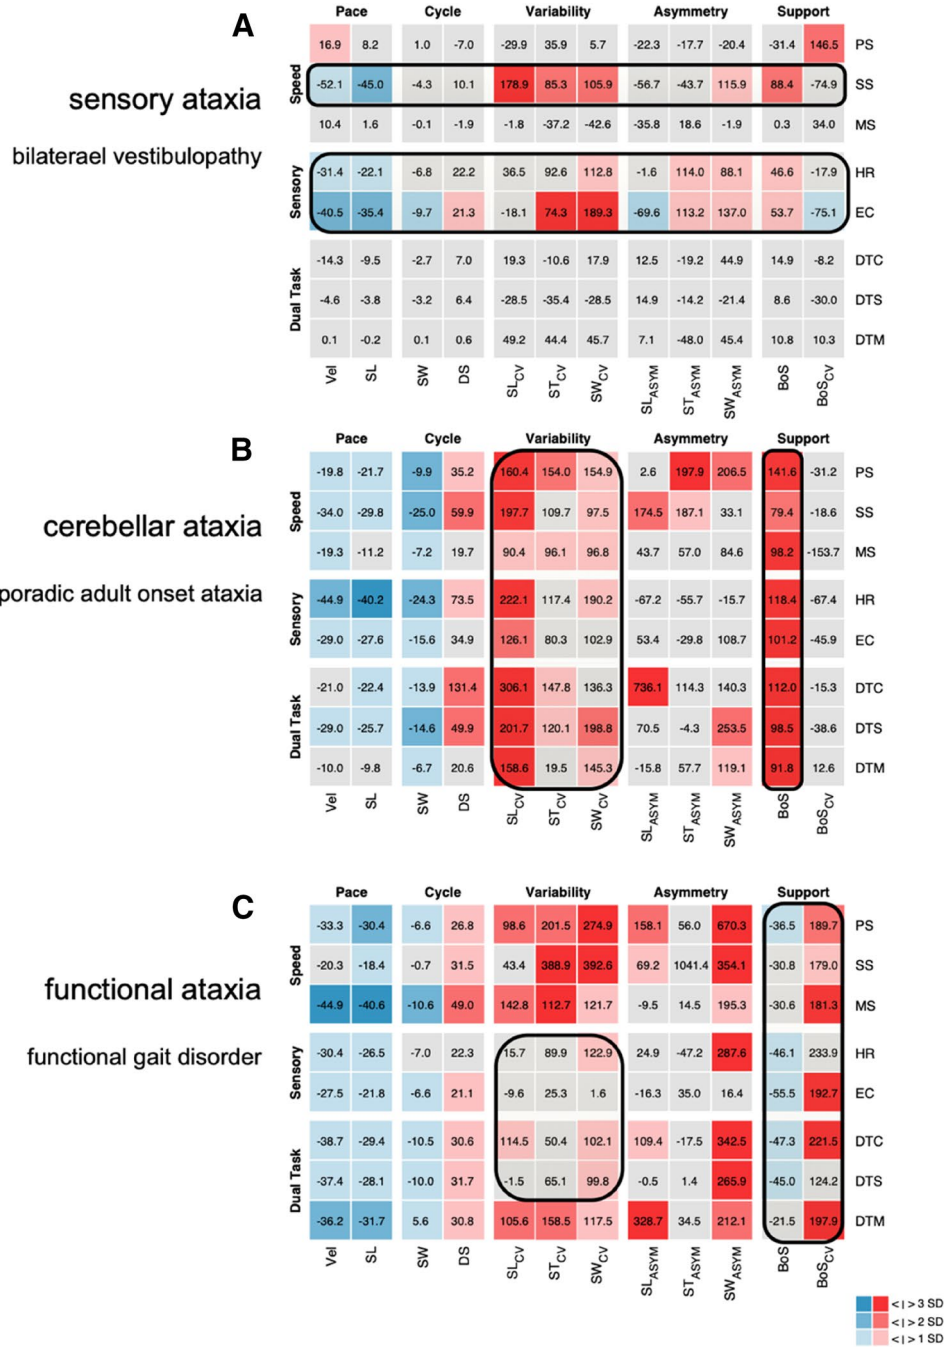 A
Pace Cycle Variability Asymmetry Support
16.9 8.2 1.0 -7.0 -29.9 35.9 5.7 -22.3 -17.7 -20.4 -31.4 146.5 PS
sensory ataxia
Speed
-52.1 -45.0 -4.3 10.1 178.9 85.3 105.9 -56.7 -43.7 115.9 88.4 -74.9 SS
10.4 1.6 -0.1 -1.9 -1.8 -37.2 -42.6 -35.8 18.6 -1.9 0.3 34.0 MS
bilaterael vestibulopathy
Sensory
-31.4 -22.1 -6.8 22.2 36.5 92.6 112.8 -1.6 114.0 88.1 46.6 -17.9 HR
-40.5 -35.4 -9.7 21.3 -18.1 74.3 189.3 -69.6 113.2 137.0 53.7 -75.1 EC
Dual Task
-14.3 -9.5 -2.7 7.0 19.3 -10.6 17.9 12.5 -19.2 44.9 14.9 -8.2 DTC
-4.6 -3.8 -3.2 6.4 -28.5 -35.4 -28.5 14.9 -14.2 -21.4 8.6 -30.0 DTS
0.1 -0.2 0.1 0.6 49.2 44.4 45.7 7.1 -48.0 45.4 10.8 10.3 DTM
Vel SL SW DS SLCV STCV SWCV SLASYM STASYM SWASYM BoS BoSCV
B
Pace Cycle Variability Asymmetry Support
-19.8 -21.7 -9.9 35.2 160.4 154.0 154.9 2.6 197.9 206.5 141.6 -31.2 PS
cerebellar ataxia
Speed
-34.0 -29.8 -25.0 59.9 197.7 109.7 97.5 174.5 187.1 33.1 79.4 -18.6 SS
-19.3 -11.2 -7.2 19.7 90.4 96.1 96.8 43.7 57.0 84.6 98.2 -153.7 MS
poradic adult onset ataxia
Sensory
-44.9 -40.2 -24.3 73.5 222.1 117.4 190.2 -67.2 -55.7 -15.7 118.4 -67.4 HR
-29.0 -27.6 -15.6 34.9 126.1 80.3 102.9 53.4 -29.8 108.7 101.2 -45.9 EC
Dual Task
-21.0 -22.4 -13.9 131.4 306.1 147.8 136.3 736.1 114.3 140.3 112.0 -15.3 DTC
-29.0 -25.7 -14.6 49.9 201.7 120.1 198.8 70.5 -4.3 253.5 98.5 -38.6 DTS
-10.0 -9.8 -6.7 20.6 158.6 19.5 145.3 -15.8 57.7 119.1 91.8 12.6 DTM
Vel SL SW DS SLCV STCV SWCV SLASYM STASYM SWASYM BoS BoSCV
C
Pace Cycle Variability Asymmetry Support
-33.3 -30.4 -6.6 26.8 98.6 201.5 274.9 158.1 56.0 670.3 -36.5 189.7 PS
functional ataxia
Speed
-20.3 -18.4 -0.7 31.5 43.4 388.9 392.6 69.2 1041.4 354.1 -30.8 179.0 SS
-44.9 -40.6 -10.6 49.0 142.8 112.7 121.7 -9.5 14.5 195.3 -30.6 181.3 MS
functional gait disorder
Sensory
-30.4 -26.5 -7.0 22.3 15.7 89.9 122.9 24.9 -47.2 287.6 -46.1 233.9 HR
-27.5 -21.8 -6.6 21.1 -9.6 25.3 1.6 -16.3 35.0 16.4 -55.5 192.7 EC
Dual Task
-38.7 -29.4 -10.5 30.6 114.5 50.4 102.1 109.4 -17.5 342.5 -47.3 221.5 DTC
-37.4 -28.1 -10.0 31.7 -1.5 65.1 99.8 -0.5 1.4 265.9 -45.0 124.2 DTS
-36.2 -31.7 5.6 30.8 105.6 158.5 117.5 328.7 34.5 212.1 -21.5 197.9 DTM
Vel SL SW DS SLCV STCV SWCV SLASYM STASYM SWASYM BoS BoSCV
< | > 3 SD
< | > 2 SD
< | > 1 SD